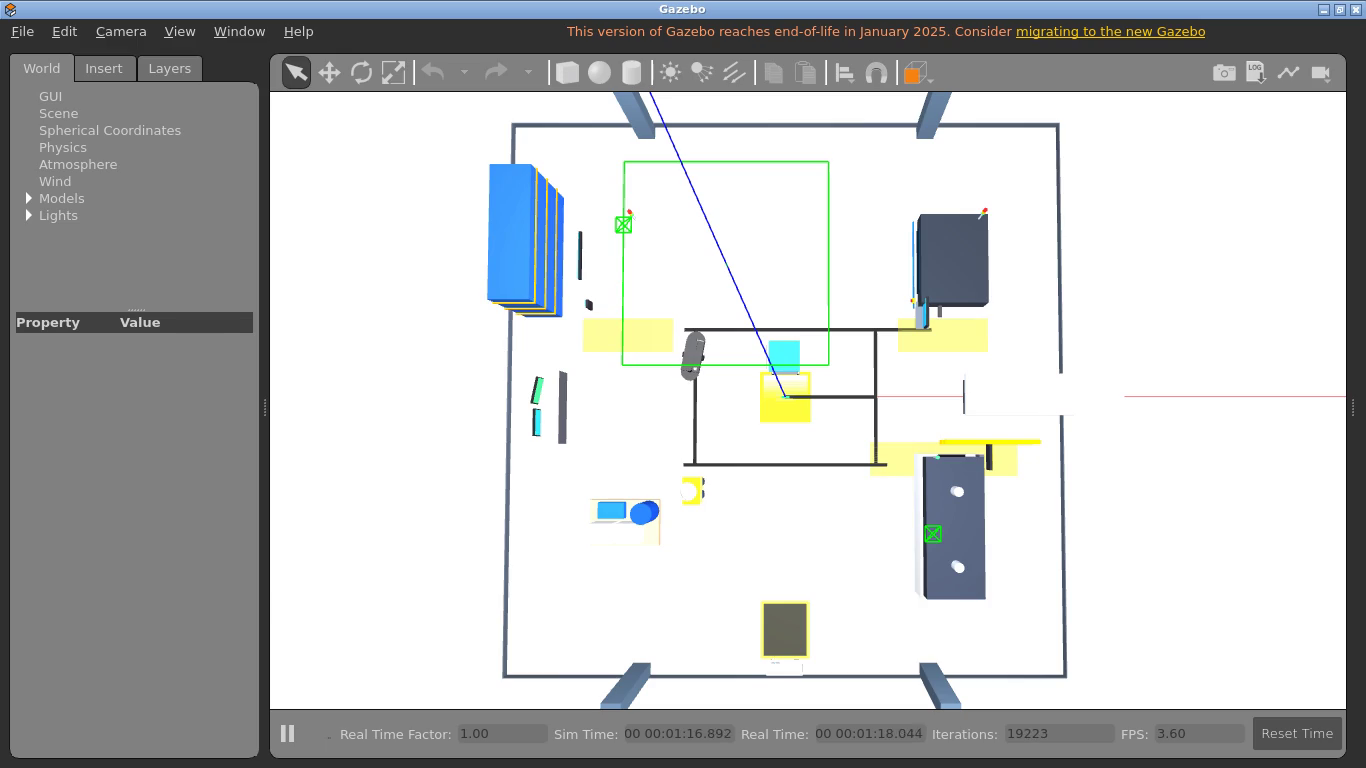 Gazebo
File Edit Camera View Window Help
This version of Gazebo reaches end-of-life in January 2025. Consider migrating to the new Gazebo
World Insert Layers
LOG
GUI
Scene
Spherical Coordinates
Physics
Atmosphere
Wind
Models
Lights
Property Value
Real Time Factor: 1.00 Sim Time: 00 00:01:16.892 Real Time: 00 00:01:18.044 Iterations: 19223 FPS: 3.60 Reset Time